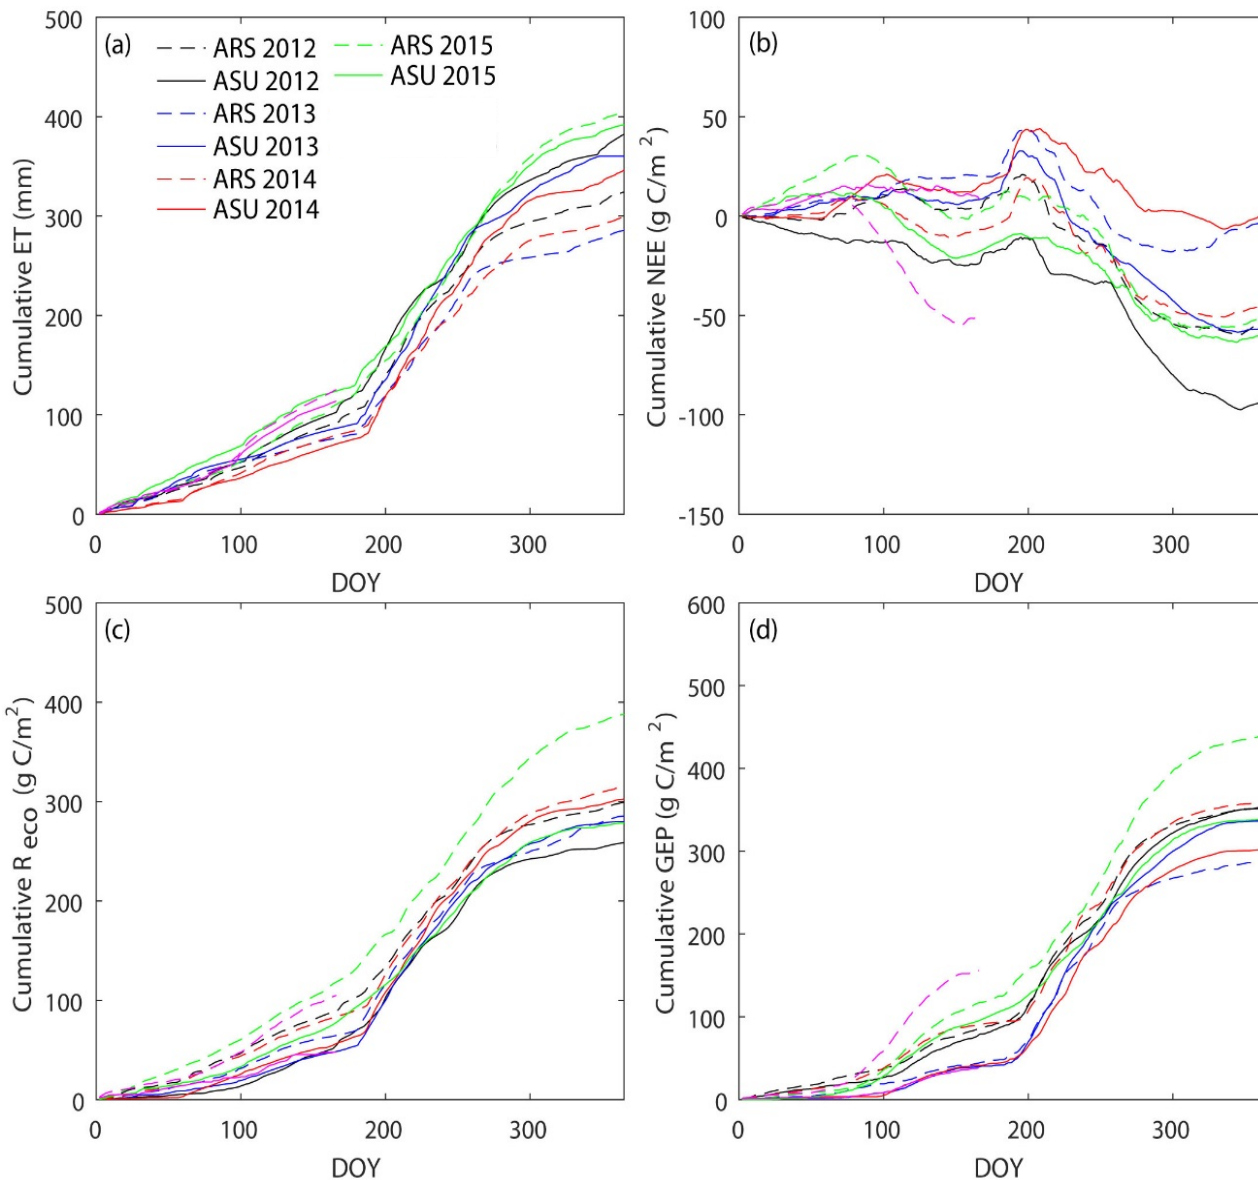 500
400
300
200
100
0
Cumulative ET (mm)
(a)
ARS 2012
ASU 2012
ARS 2013
ASU 2013
ARS 2014
ASU 2014
ARS 2015
ASU 2015
0 100 200 300
DOY
100
50
0
-50
-100
-150
Cumulative NEE (g C/m 2)
(b)
0 100 200 300
DOY
500
400
300
200
100
0
Cumulative R eco (g C/m2)
(c)
0 100 200 300
DOY
600
500
400
300
200
100
0
Cumulative GEP (g C/m 2)
(d)
0 100 200 300
DOY